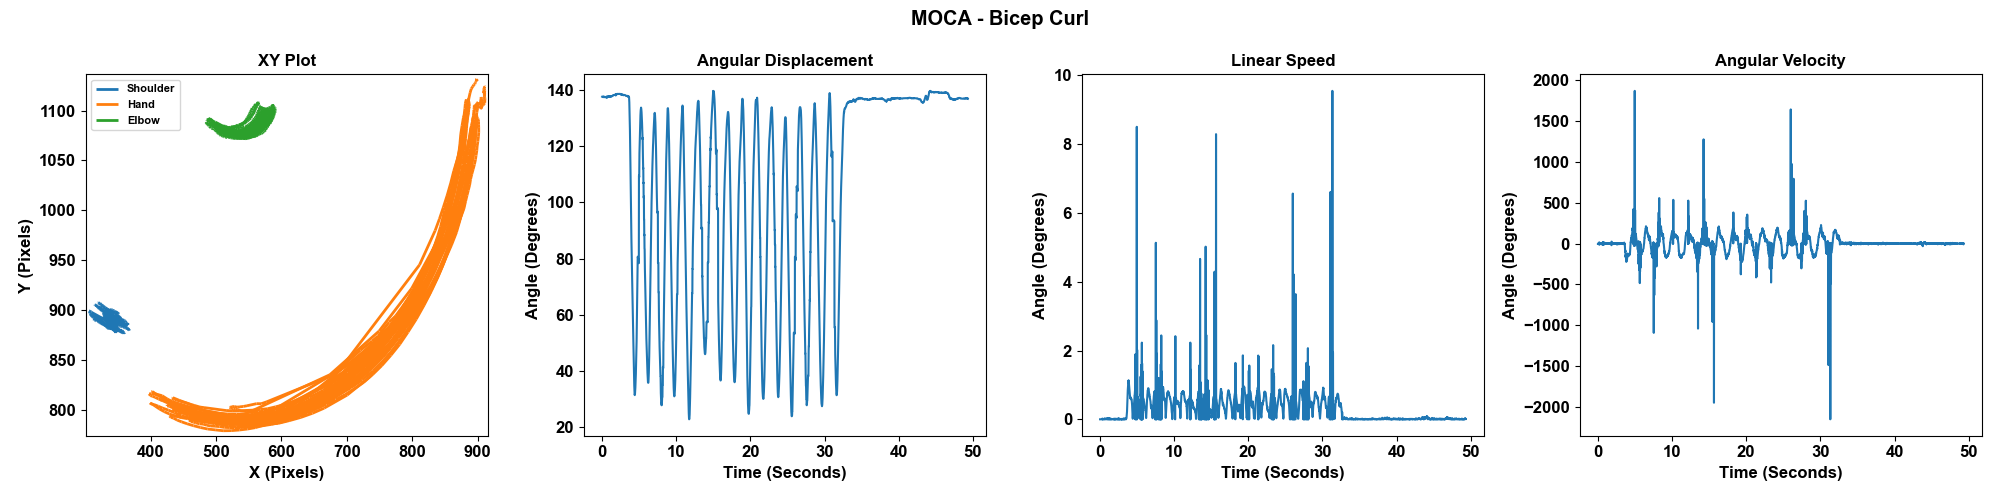 MOCA - Bicep Curl
XY Plot
Shoulder
Hand
Elbow
1100
1050
1000
950
900
850
800
Y (Pixels)
400 500 600 700 800 900
X (Pixels)
Angular Displacement
140
120
100
80
60
40
20
Angle (Degrees)
0 10 20 30 40 50
Time (Seconds)
Linear Speed
10
8
6
4
2
0
Angle (Degrees)
0 10 20 30 40 50
Time (Seconds)
Angular Velocity
2000
1500
1000
500
0
−500
−1000
−1500
−2000
Angle (Degrees)
0 10 20 30 40 50
Time (Seconds)